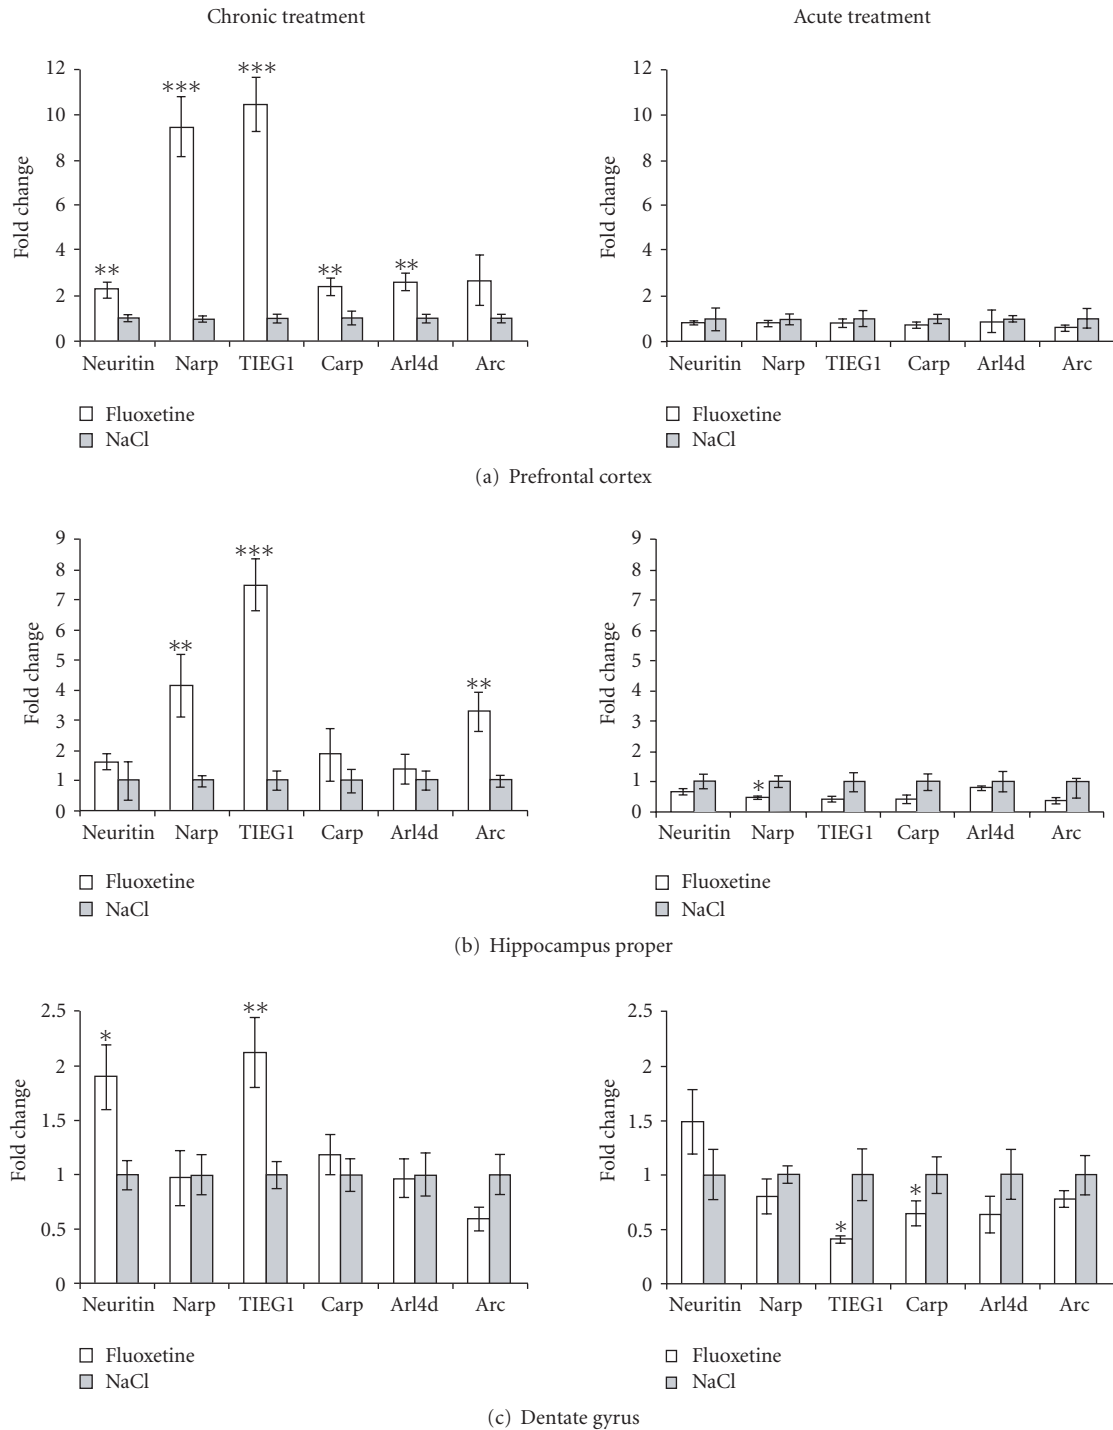 Chronic treatment
Acute treatment
***
***
**
**
**
Fold change
12
10
8
6
4
2
0
Neuritin Narp TIEG1 Carp Arl4d Arc
Fluoxetine
NaCl
Fold change
12
10
8
6
4
2
0
Neuritin Narp TIEG1 Carp Arl4d Arc
Fluoxetine
NaCl
(a) Prefrontal cortex
***
**
**
Fold change
9
8
7
6
5
4
3
2
1
0
Neuritin Narp TIEG1 Carp Arl4d Arc
Fluoxetine
NaCl
*
Fold change
9
8
7
6
5
4
3
2
1
0
Neuritin Narp TIEG1 Carp Arl4d Arc
Fluoxetine
NaCl
(b) Hippocampus proper
*
**
Fold change
2.5
2
1.5
1
0.5
0
Neuritin Narp TIEG1 Carp Arl4d Arc
Fluoxetine
NaCl
*
*
Fold change
2.5
2
1.5
1
0.5
0
Neuritin Narp TIEG1 Carp Arl4d Arc
Fluoxetine
NaCl
(c) Dentate gyrus